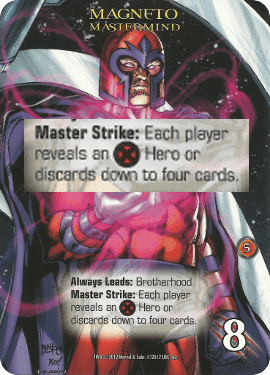 MAGNETO
MASTERMIND
Master Strike: Each player
reveals an Hero or
discards down to four cards.
5
Always Leads: Brotherhood
Master Strike: Each player
reveals an Hero or
discards down to four cards.
8